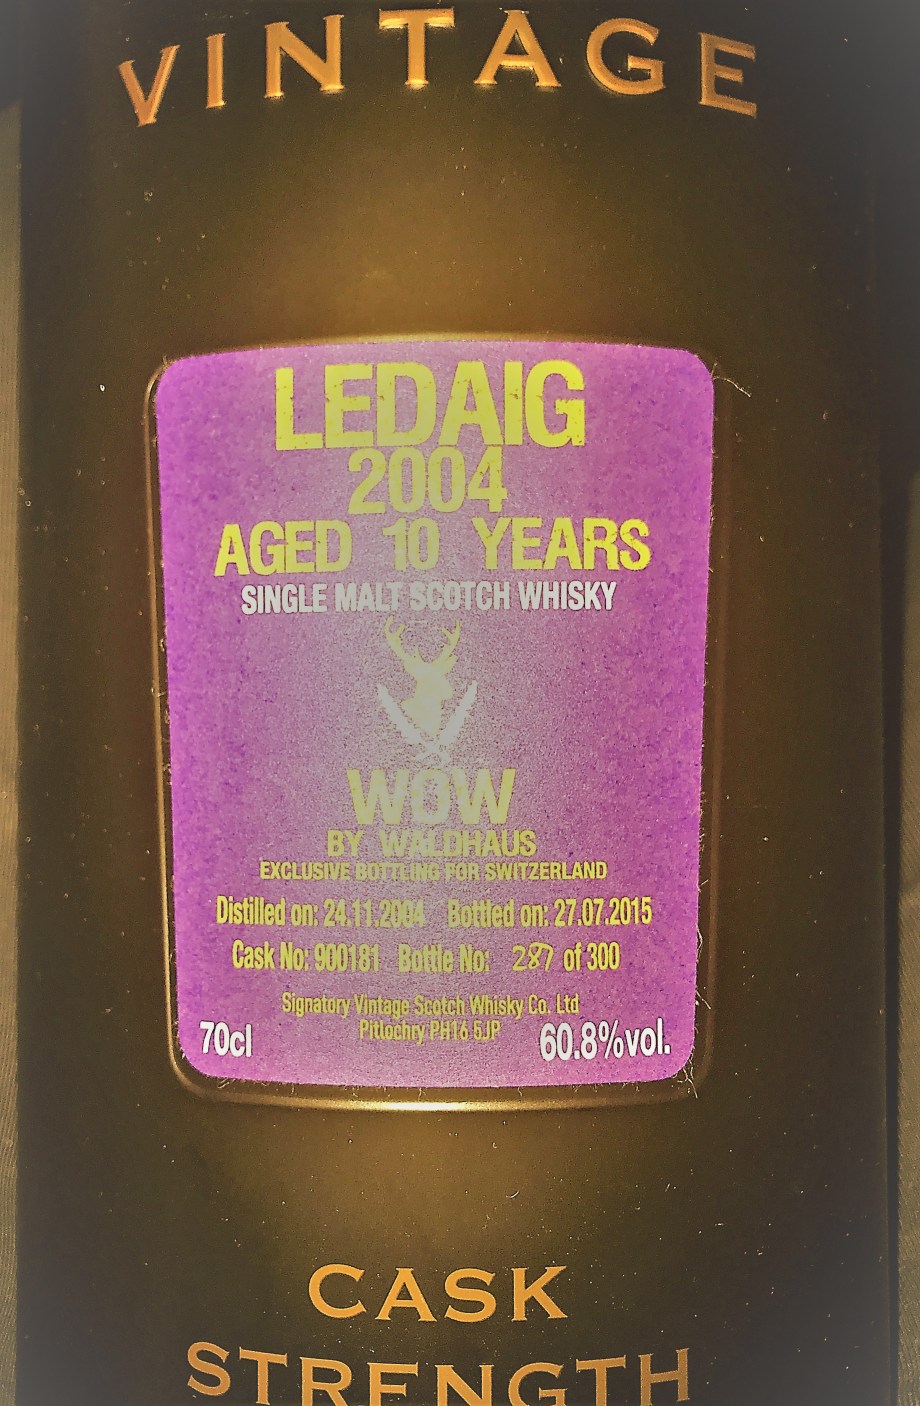 VINTAGE
LEDAIG
2004
AGED 10 YEARS
SINGLE MALT SCOTCH WHISKY
WOW
BY WALDHAUS
EXCLUSIVE BOTTLING FOR SWITZERLAND
Distilled on: 24.11.2004 Bottled on: 27.07.2015
Cask No: 900181 Bottle No: 287 of 300
Signatory Vintage Scotch Whisky Co. Ltd
Pitlochry PH16 5JP
70cl 60.8%vol.
CASK
STRENGTH